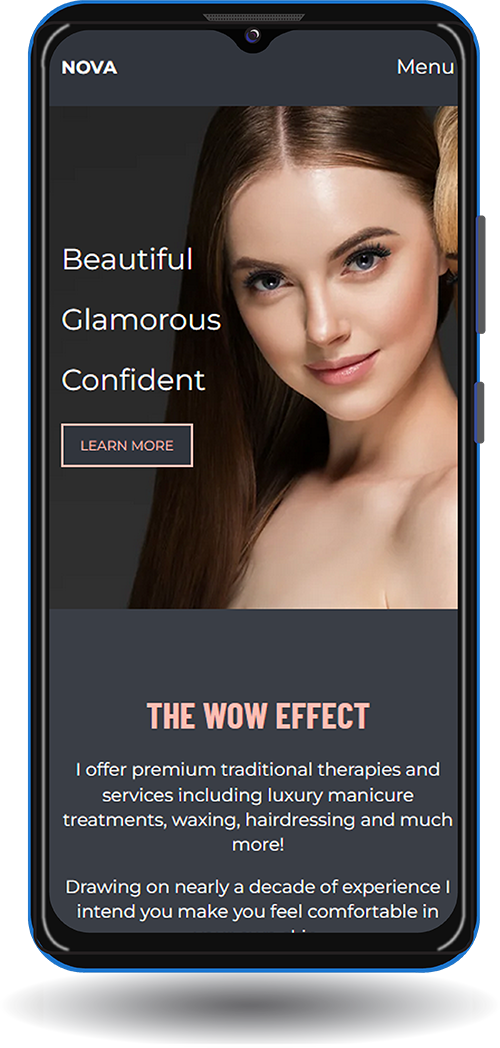 NOVA
Menu
Beautiful
Glamorous
Confident
LEARN MORE
THE WOW EFFECT
I offer premium traditional therapies and
services including luxury manicure
treatments, waxing, hairdressing and much
more!
Drawing on nearly a decade of experience I
intend you make you feel comfortable in